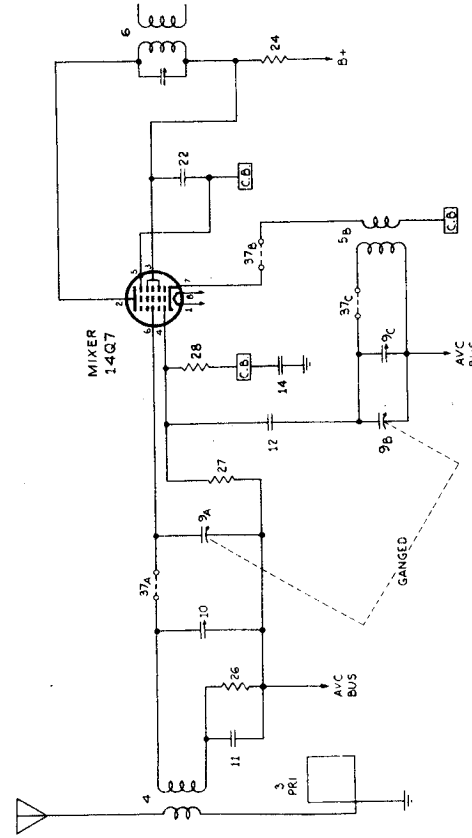 6
24
B+
22
C.B.
5
3
2
7
8
1
6
4
MIXER
14Q7
37B
5B
C.B.
37C
9C
9B
AVC
BUS
28
C.B.
14
12
27
9A
GANGED
37A
10
26
11
AVC
BUS
4
3
PRI